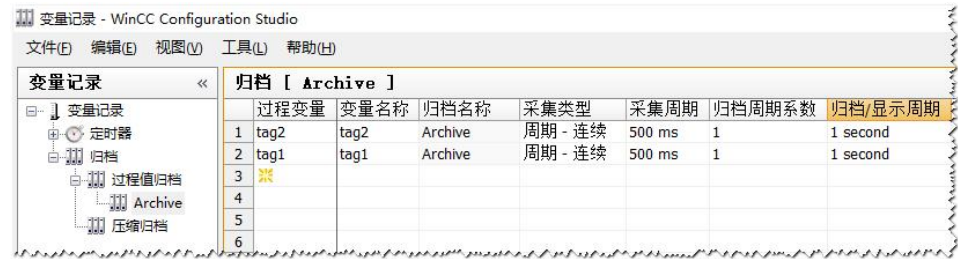 变量记录 - WinCC Configuration Studio
文件(F) 编辑(E) 视图(V) 工具(L) 帮助(H)
变量记录 «
变量记录
定时器
归档
过程值归档
Archive
压缩归档
归档 [ Archive ]
过程变量 变量名称 归档名称 采集类型 采集周期 归档周期系数 归档/显示周期
1 tag2 tag2 Archive 周期 - 连续 500 ms 1 1 second
2 tag1 tag1 Archive 周期 - 连续 500 ms 1 1 second
3
4
5
6